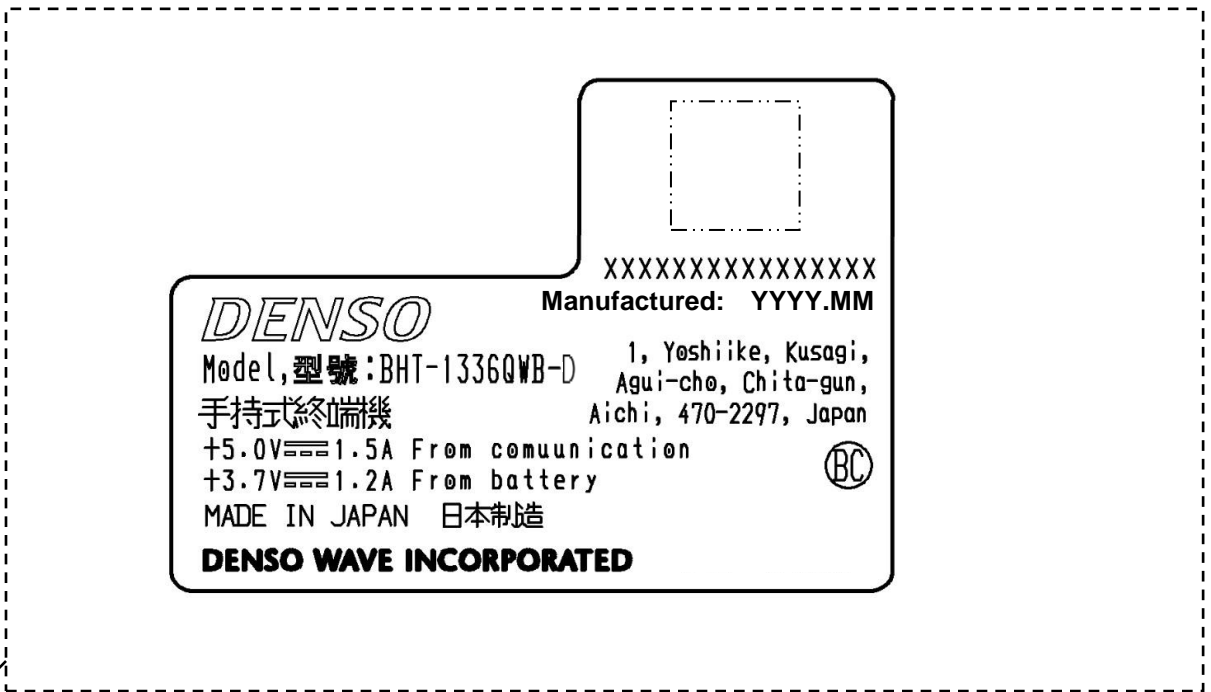 XXXXXXXXXXXXXXXX
Manufactured: YYYY.MM
DENSO
1, Yoshiike, Kusagi,
Agui-cho, Chita-gun,
Aichi, 470-2297, Japan
Model,型號:BHT-1336QWB-D
手持式終端機
+5.0V⎓1.5A From comuunication
+3.7V⎓1.2A From battery
BC
MADE IN JAPAN 日本制造
DENSO WAVE INCORPORATED